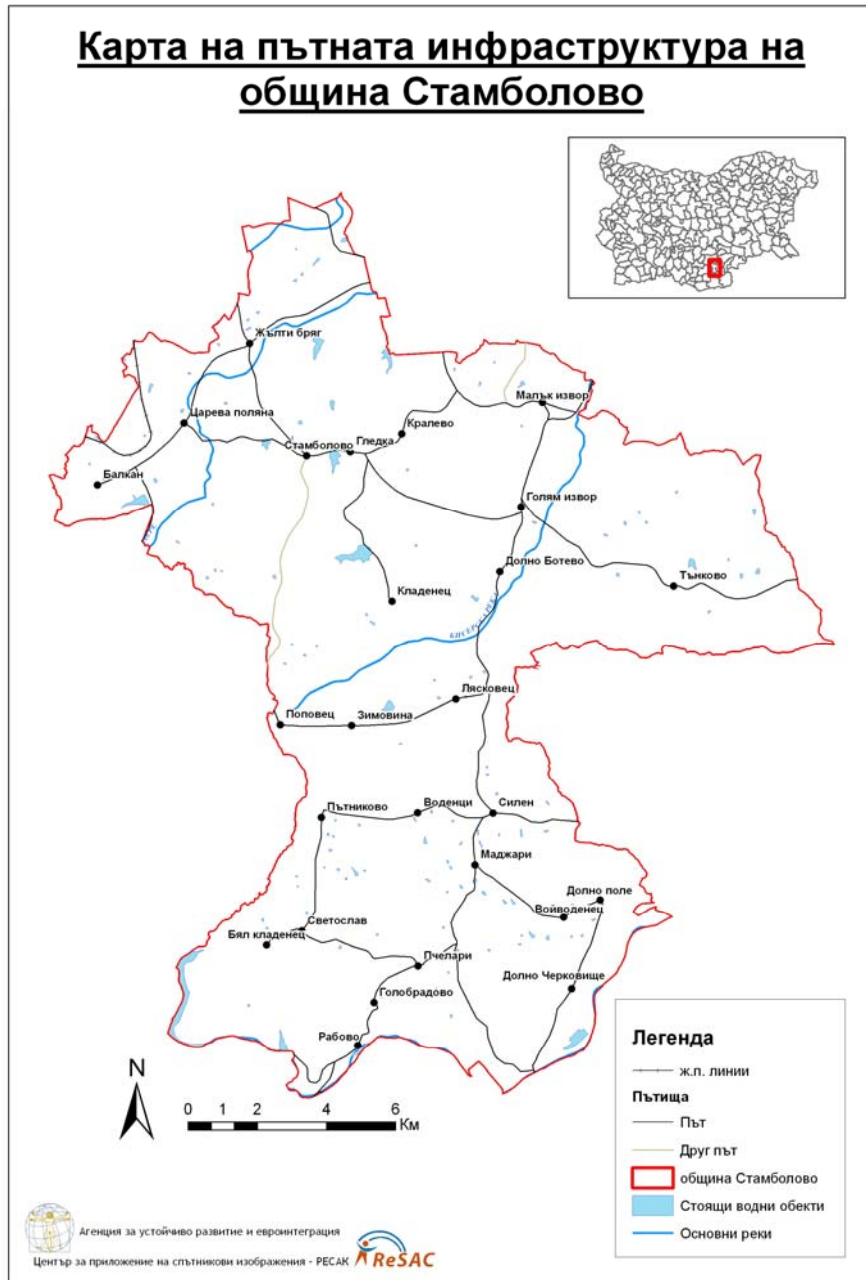 Карта на пътната инфраструктура на
община Стамболово
Жълти бряг
Малък извор
Царева поляна
Кралево
Стамболово
Гледка
Балкан
Голям извор
Долно Ботево
Тънково
Кладенец
БИСЕРСКА РЕКА
Лясковец
Поповец
Зимовина
Пътниково
Воденци
Силен
Маджари
Долно поле
Войводенец
Светослав
Бял кладенец
Пчелари
Долно Черковище
Голобрадово
Рабово
N
0 1 2 4 6
Км
Легенда
ж.п. линии
Пътища
Път
Друг път
община Стамболово
Стоящи водни обекти
Основни реки
Агенция за устойчиво развитие и евроинтеграция
Център за приложение на спътникови изображения - РЕСАК
ReSAC